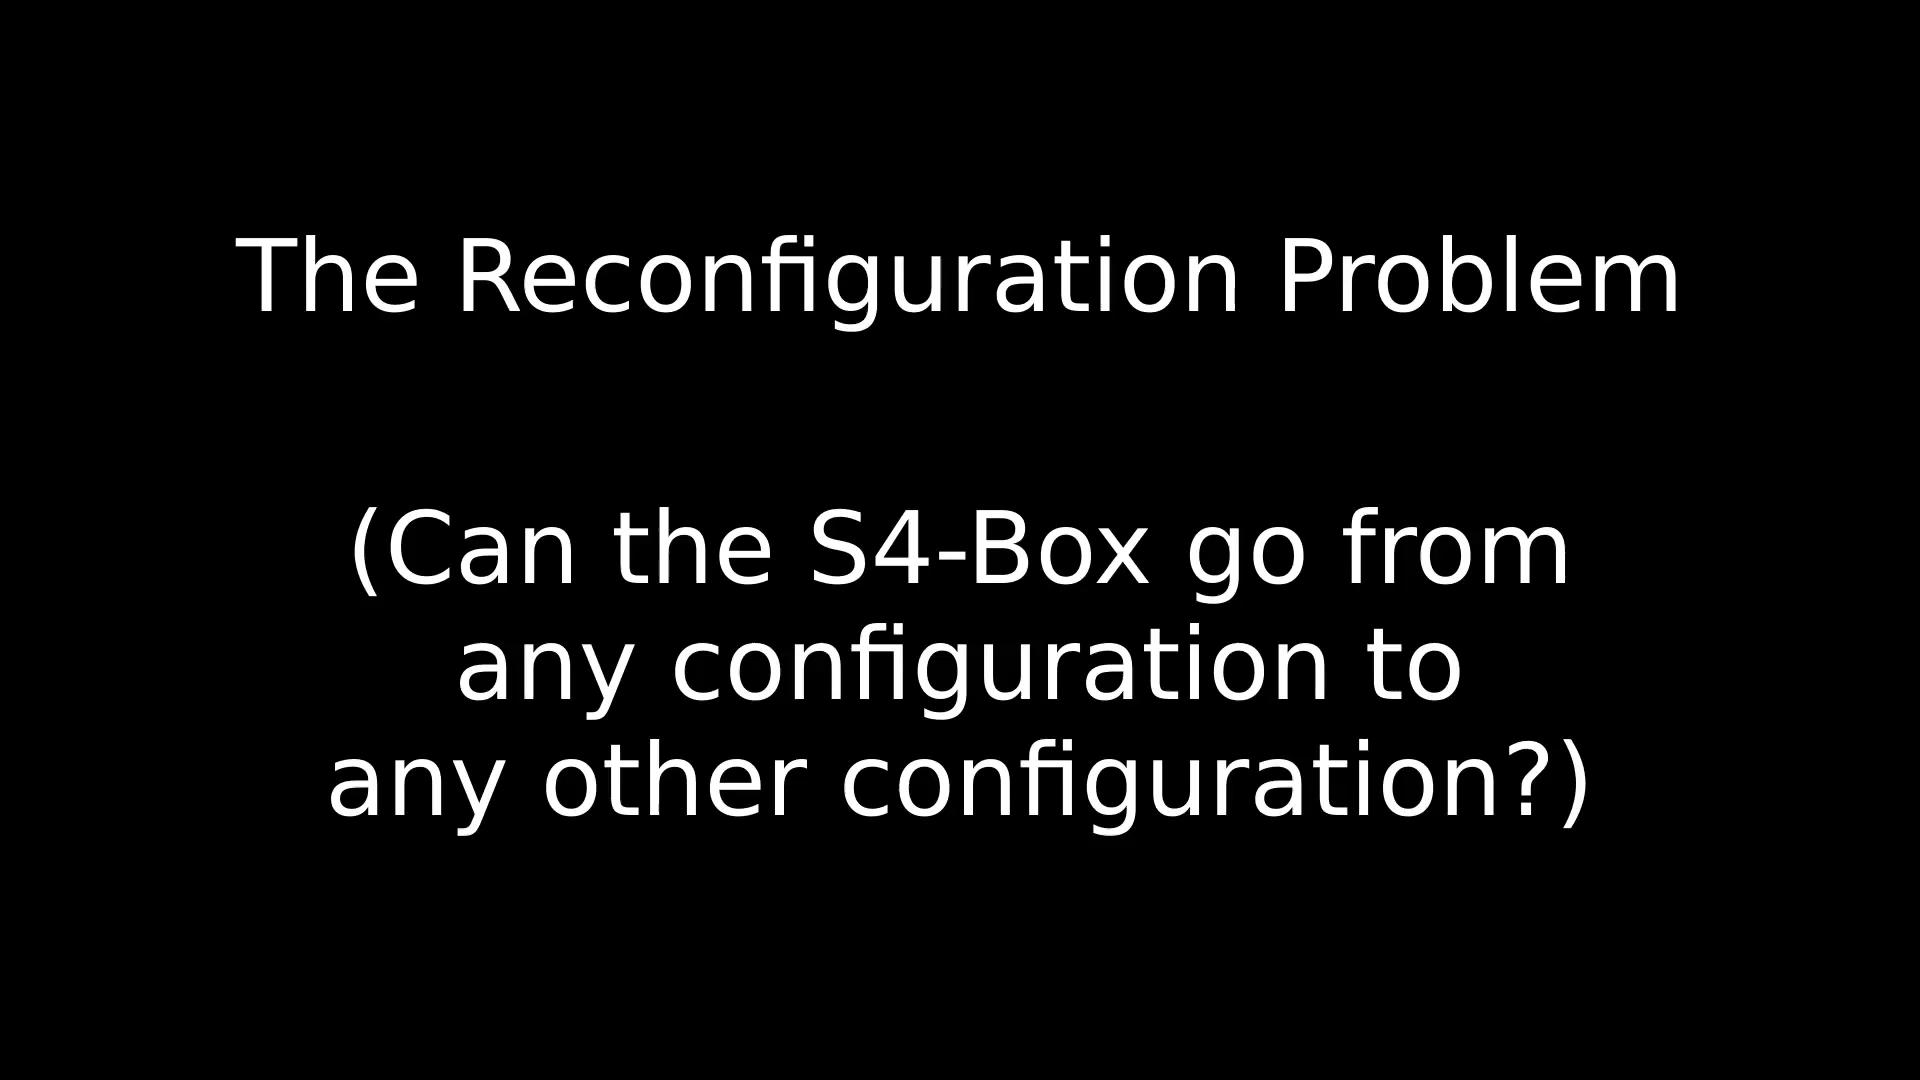 The Reconfiguration Problem
(Can the S4-Box go from
any configuration to
any other configuration?)